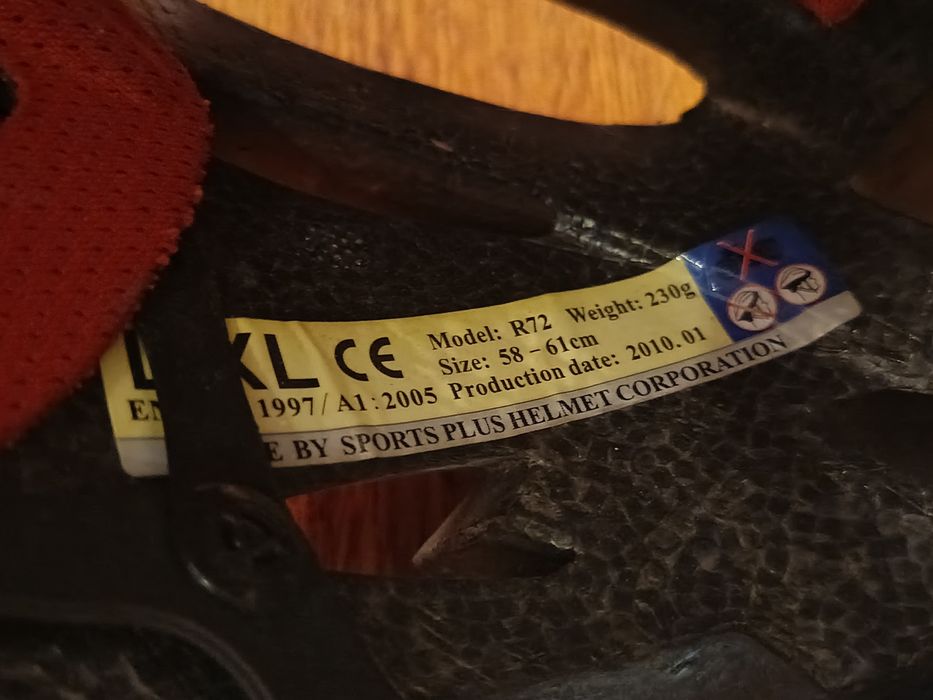 XL CE
Model: R72 Weight: 230g
Size: 58 – 61cm
1997/ A1:2005 Production date: 2010.01
BY SPORTS PLUS HELMET CORPORATION